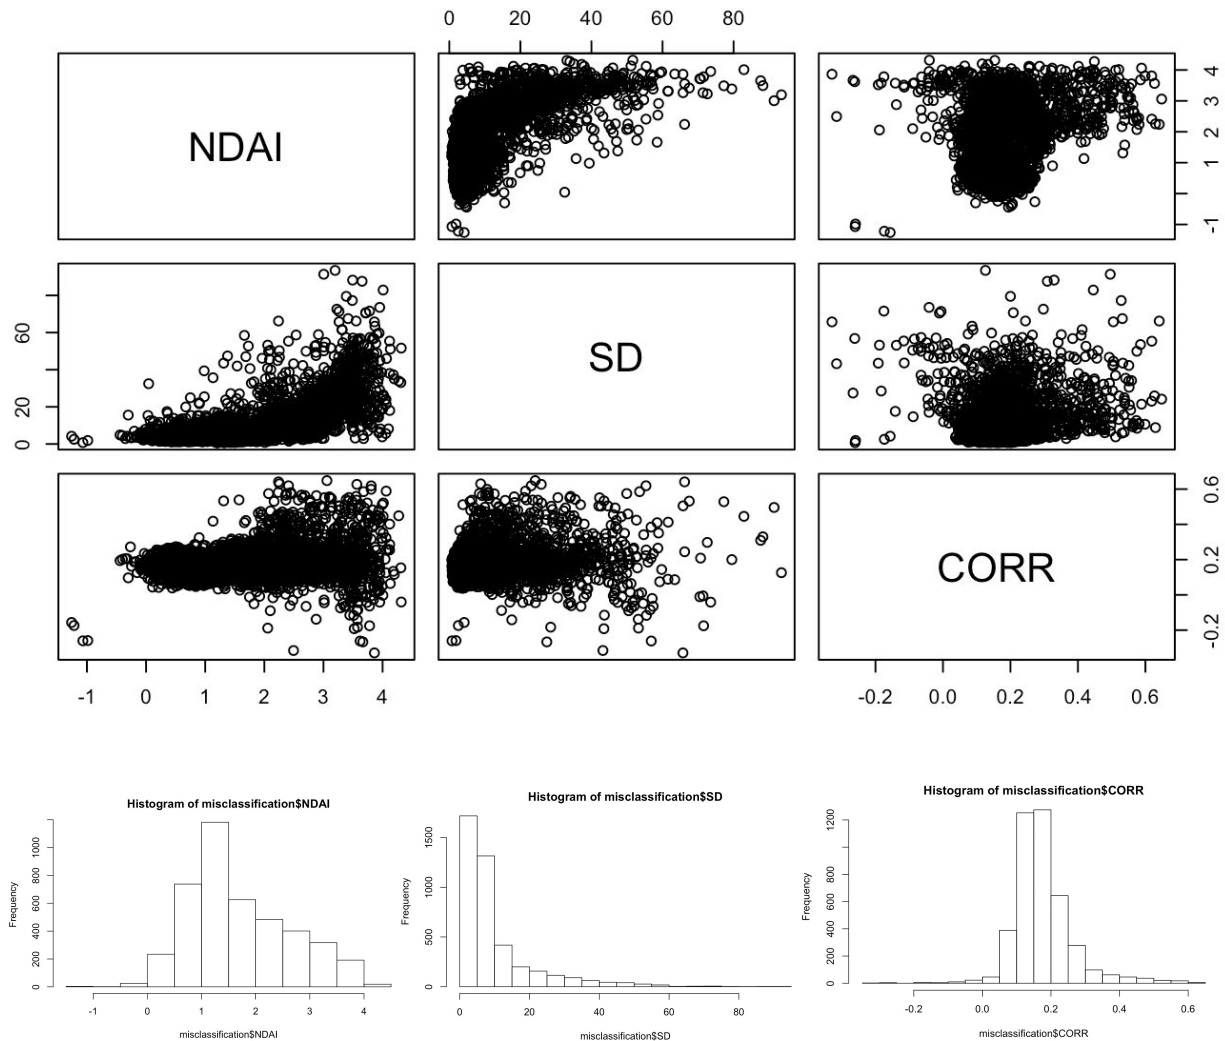 0 20 40 60 80
NDAI
-1 1 2 3 4
0 20 60
SD
CORR
-0.2 0.2 0.6
-1 0 1 2 3 4
-0.2 0.0 0.2 0.4 0.6
Histogram of misclassification$NDAI
Frequency
0 200 400 600 800 1000
-1 0 1 2 3 4
misclassification$NDAI
Histogram of misclassification$SD
Frequency
0 500 1000 1500
0 20 40 60 80
misclassification$SD
Histogram of misclassification$CORR
Frequency
0 200 400 600 800 1200
-0.2 0.0 0.2 0.4 0.6
misclassification$CORR